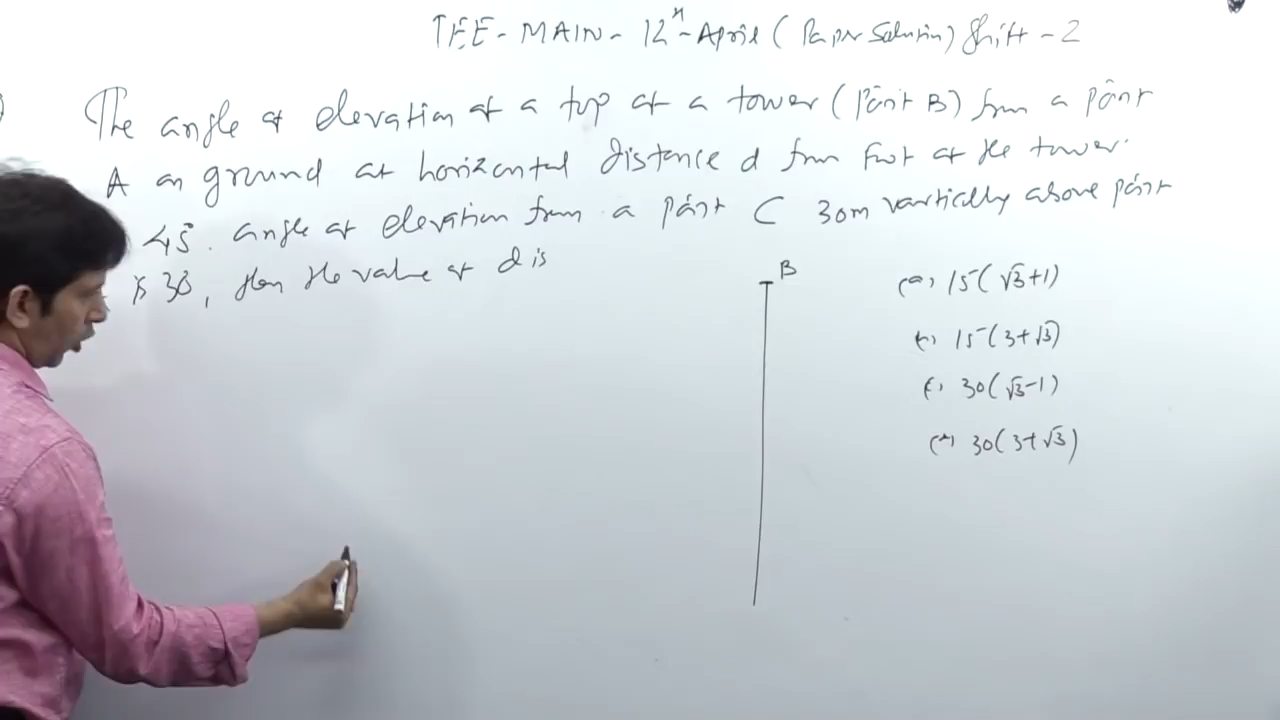 JEE-MAIN-12th-April (Paper Solution) Shift-2
The angle of elevation of a top of a tower (Point B) from a point
A on ground at horizontal distance d from foot of the tower.
45°. angle of elevation from a point C 30m vertically above point
is 30, then the value of d is
B
(a) 15(√3+1)
(b) 15(3+√3)
(c) 30(√3-1)
(d) 30(3+√3)